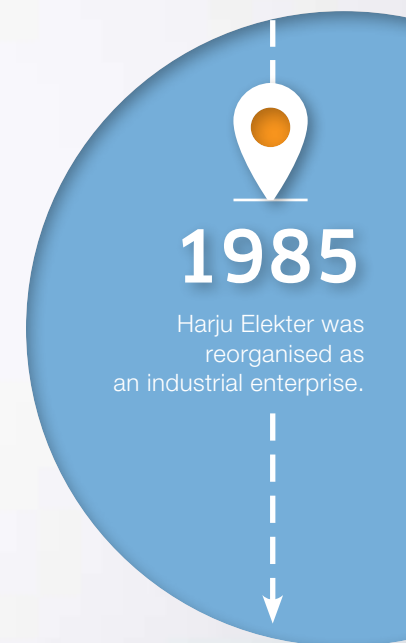 1985
Harju Elekter was
reorganised as
an industrial enterprise.